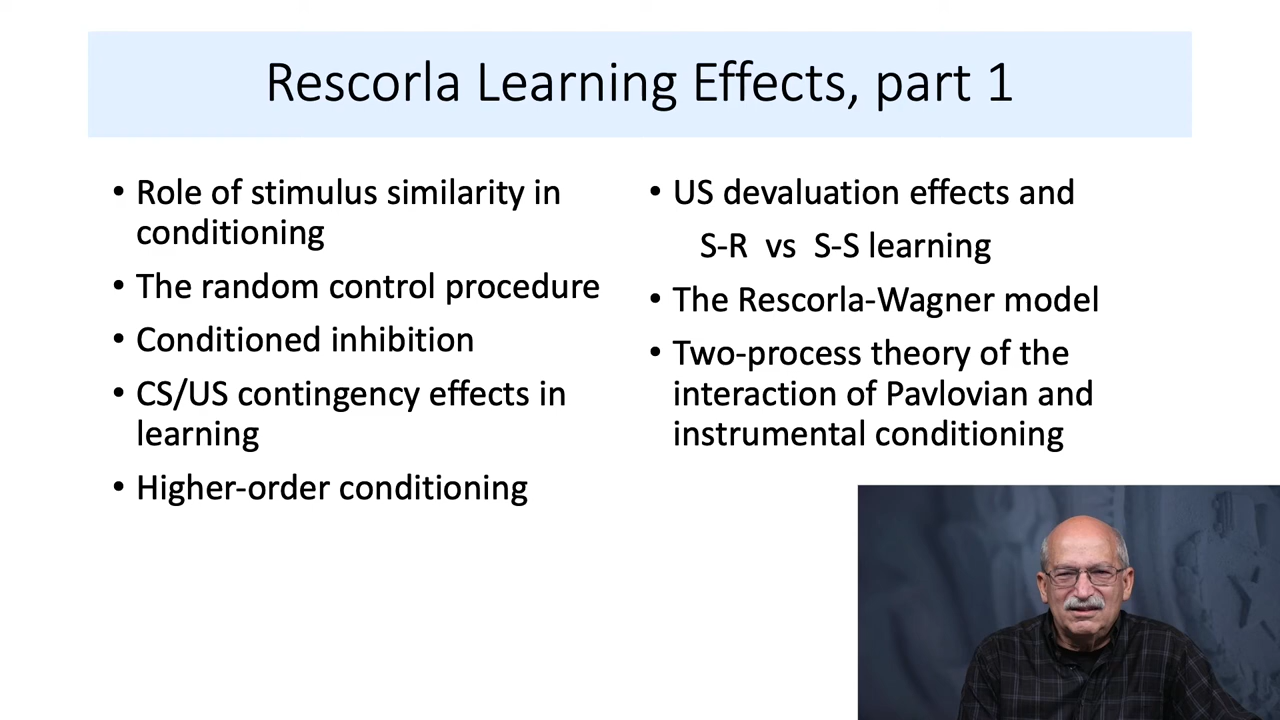 Rescorla Learning Effects, part 1
• Role of stimulus similarity in
conditioning
• The random control procedure
• Conditioned inhibition
• CS/US contingency effects in
learning
• Higher-order conditioning
• US devaluation effects and
S-R vs S-S learning
• The Rescorla-Wagner model
• Two-process theory of the
interaction of Pavlovian and
instrumental conditioning